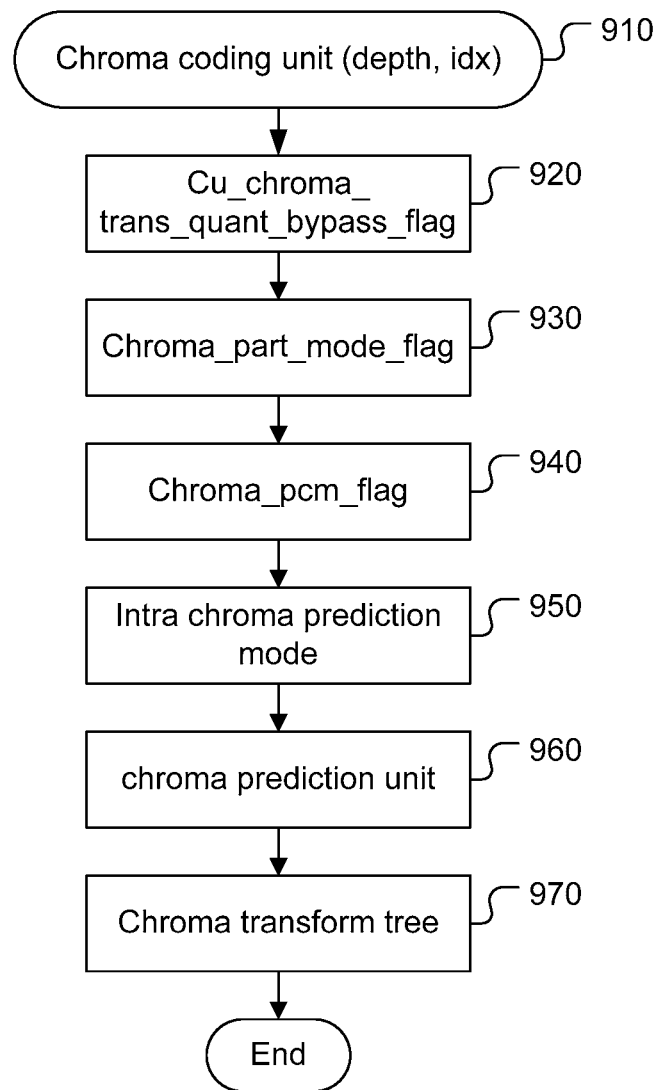 Chroma coding unit (depth, idx)
910
Cu_chroma_
trans_quant_bypass_flag
920
Chroma_part_mode_flag
930
Chroma_pcm_flag
940
Intra chroma prediction
mode
950
chroma prediction unit
960
Chroma transform tree
970
End